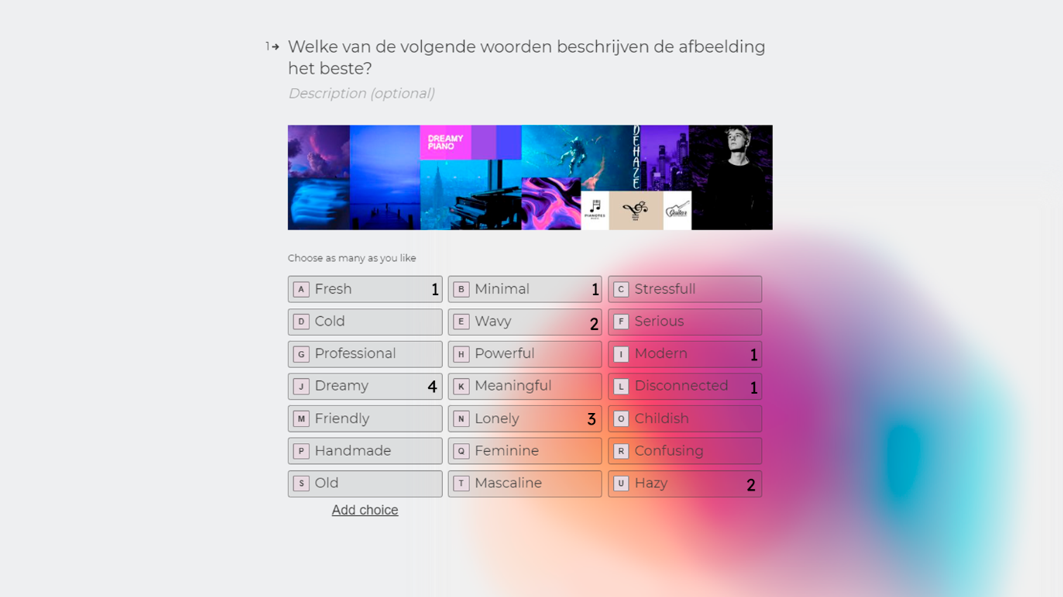 1→ Welke van de volgende woorden beschrijven de afbeelding
het beste?
Description (optional)
DREAMY
PIANO
DEHAZE
Choose as many as you like
A Fresh 1 B Minimal 1 C Stressfull
D Cold E Wavy 2 F Serious
G Professional H Powerful I Modern 1
J Dreamy 4 K Meaningful L Disconnected 1
M Friendly N Lonely 3 O Childish
P Handmade Q Feminine R Confusing
S Old T Mascaline U Hazy 2
Add choice